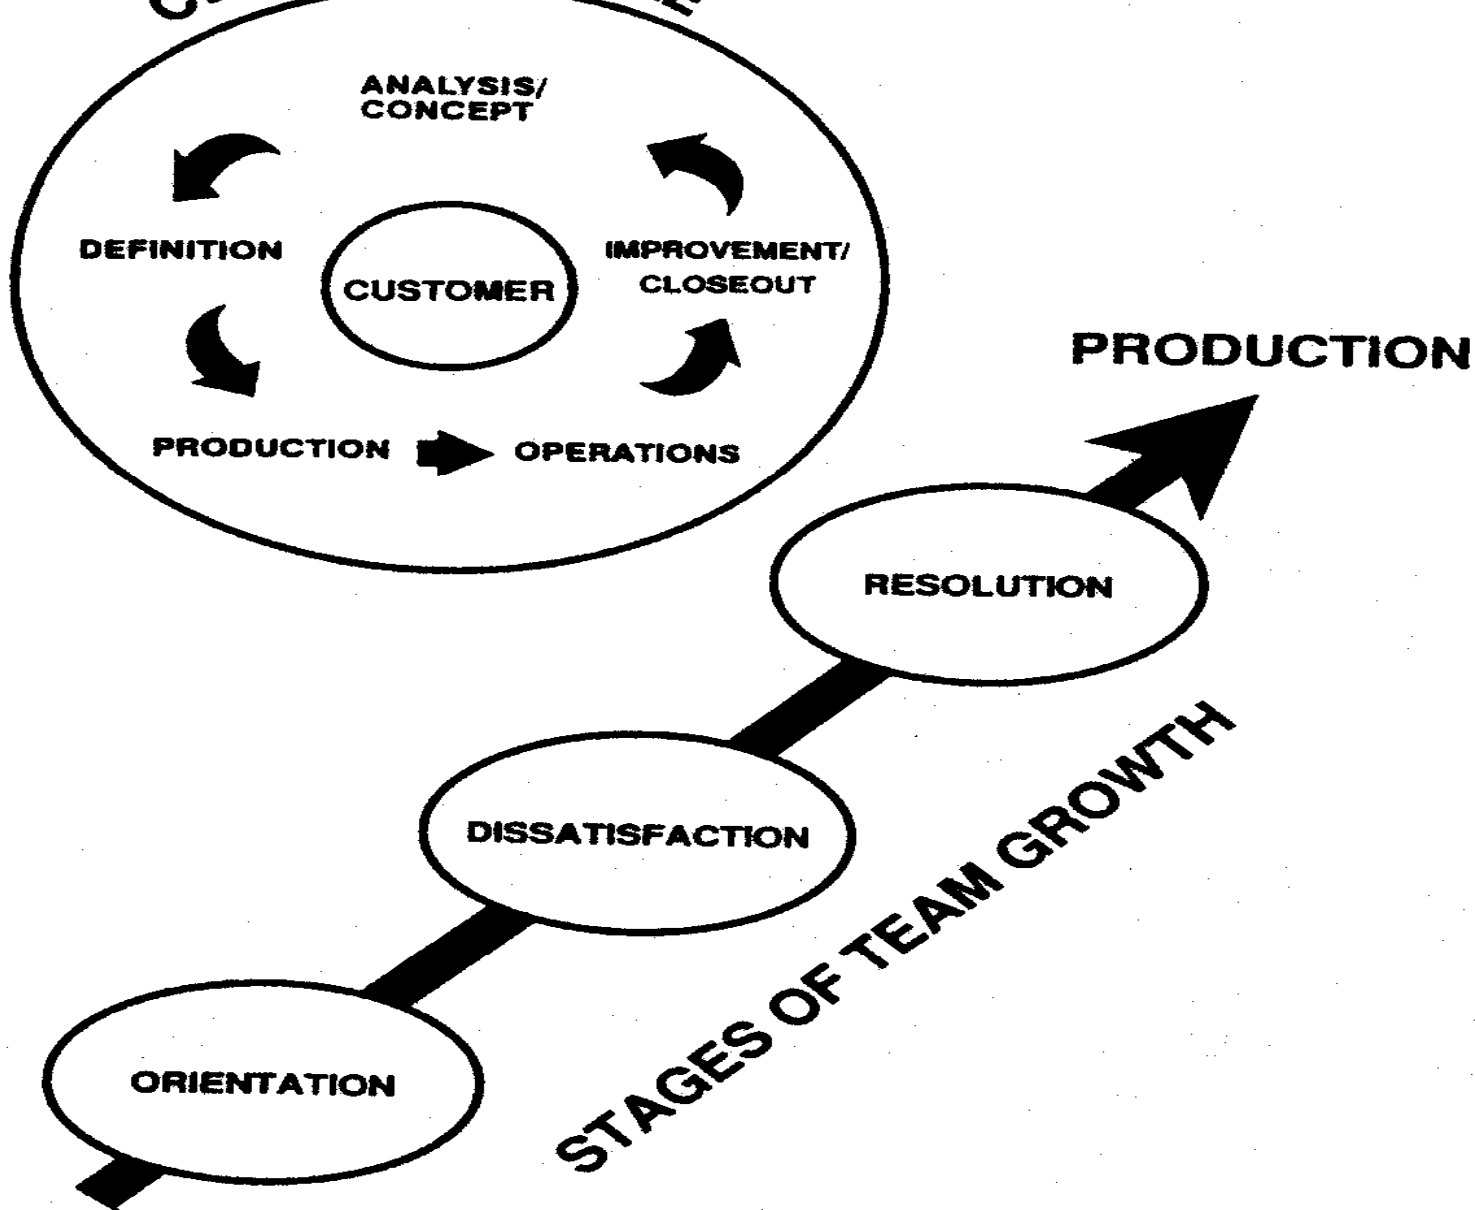 ANALYSIS/
CONCEPT
DEFINITION
IMPROVEMENT/
CLOSEOUT
CUSTOMER
PRODUCTION
OPERATIONS
PRODUCTION
RESOLUTION
DISSATISFACTION
ORIENTATION
STAGES OF TEAM GROWTH